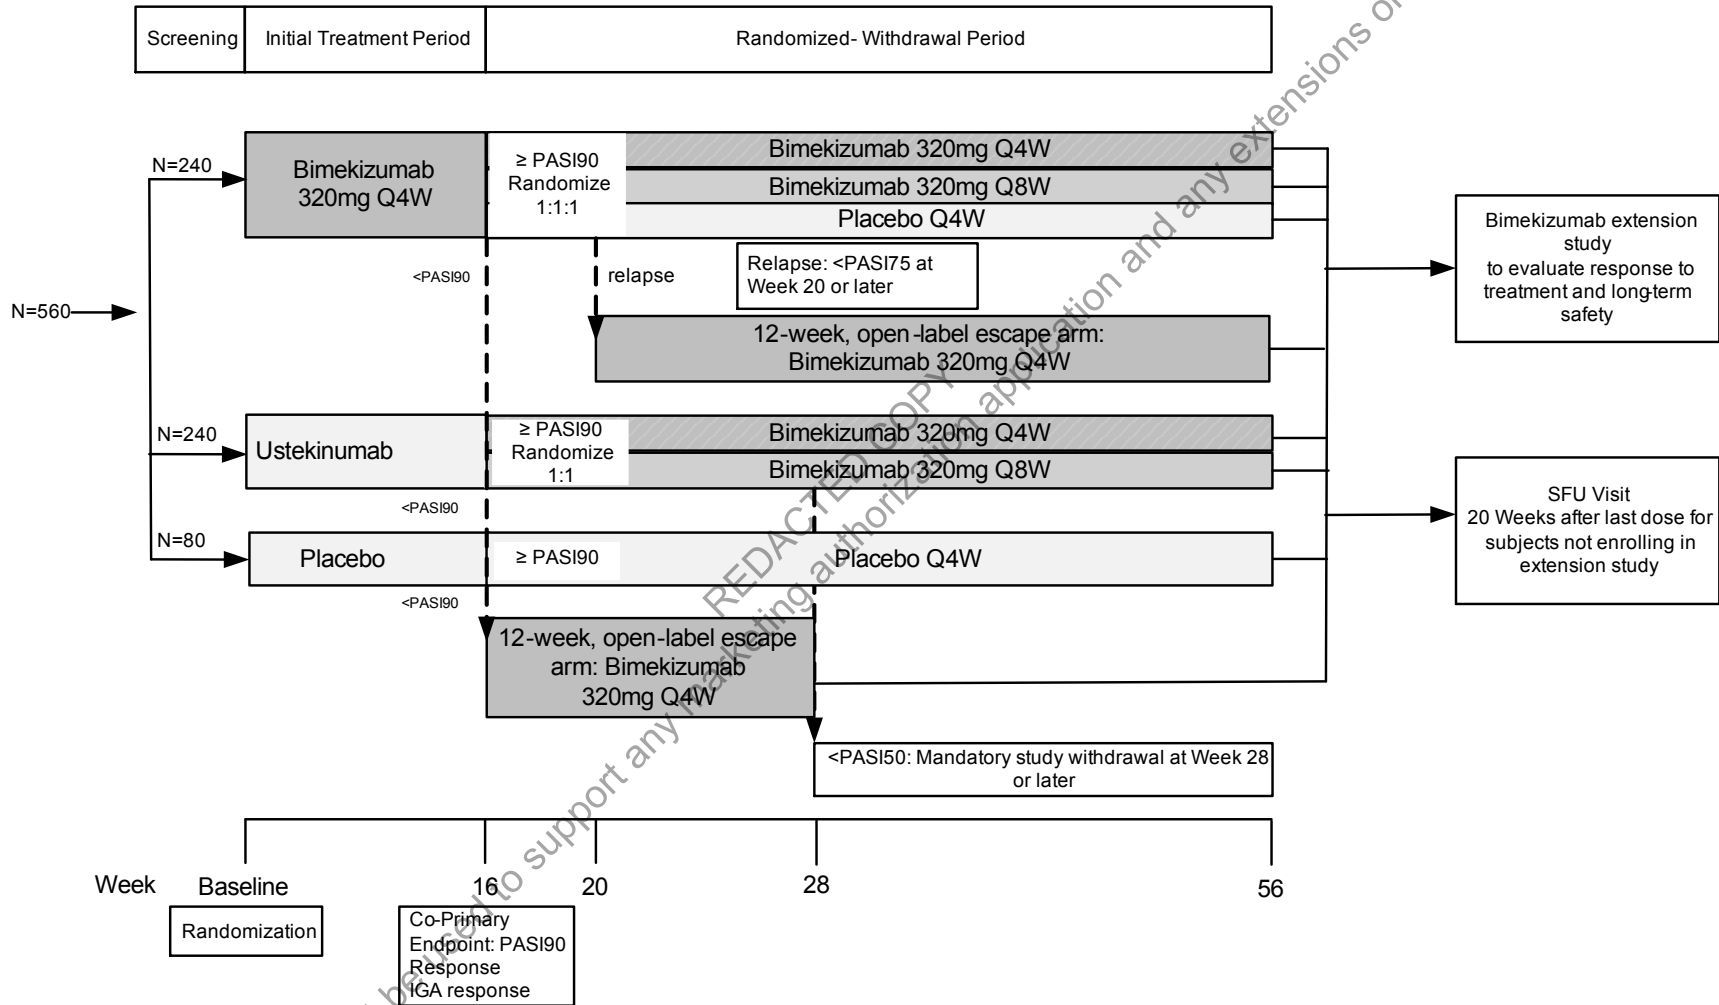 Screening
Initial Treatment Period
Randomized- Withdrawal Period
N=240
Bimekizumab
320mg Q4W
≥ PASI90
Randomize
1:1:1
Bimekizumab 320mg Q4W
Bimekizumab 320mg Q8W
Placebo Q4W
<PASI90
relapse
Relapse: <PASI75 at
Week 20 or later
N=560
12-week, open-label escape arm:
Bimekizumab 320mg Q4W
Bimekizumab extension
study
to evaluate response to
treatment and long-term
safety
N=240
Ustekinumab
≥ PASI90
Randomize
1:1
Bimekizumab 320mg Q4W
Bimekizumab 320mg Q8W
<PASI90
N=80
Placebo
≥ PASI90
Placebo Q4W
<PASI90
SFU Visit
20 Weeks after last dose for
subjects not enrolling in
extension study
12-week, open-label escape
arm: Bimekizumab
320mg Q4W
<PASI50: Mandatory study withdrawal at Week 28
or later
Week
Baseline
16
20
28
56
Randomization
Co-Primary
Endpoint: PASI90
Response
IGA response
REDACTED COPY
be used to support any marketing authorization application and any extensions or